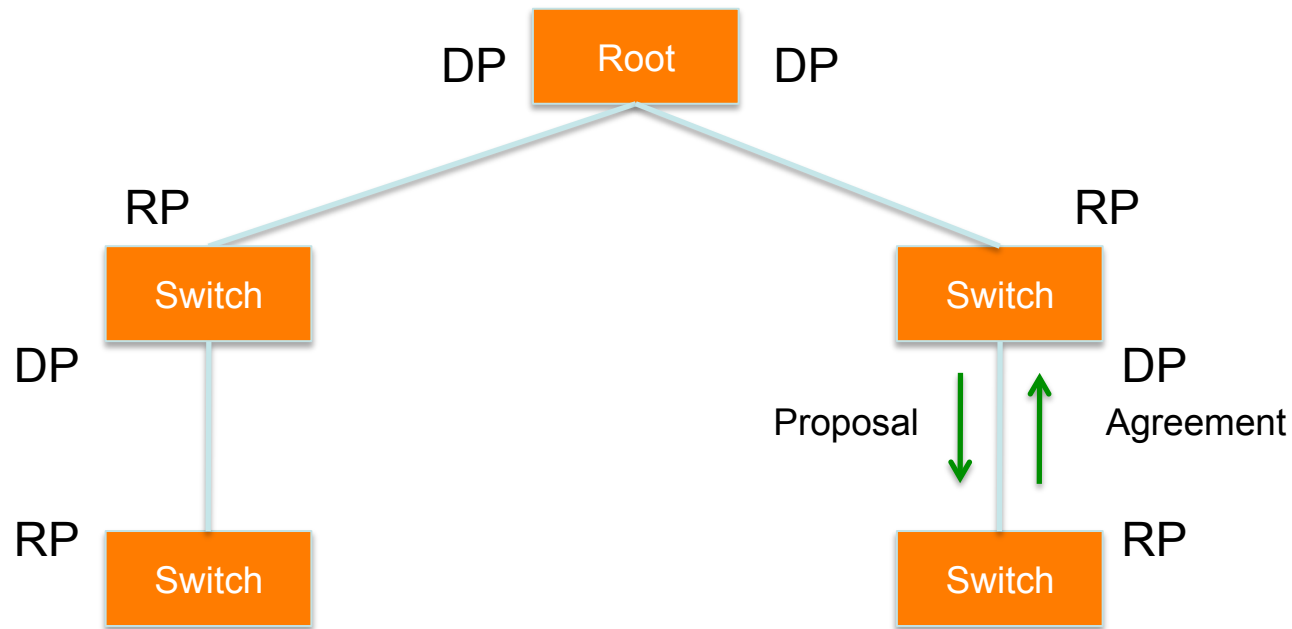 DP
Root
DP
RP
RP
Switch
Switch
DP
DP
Proposal
Agreement
RP
RP
Switch
Switch